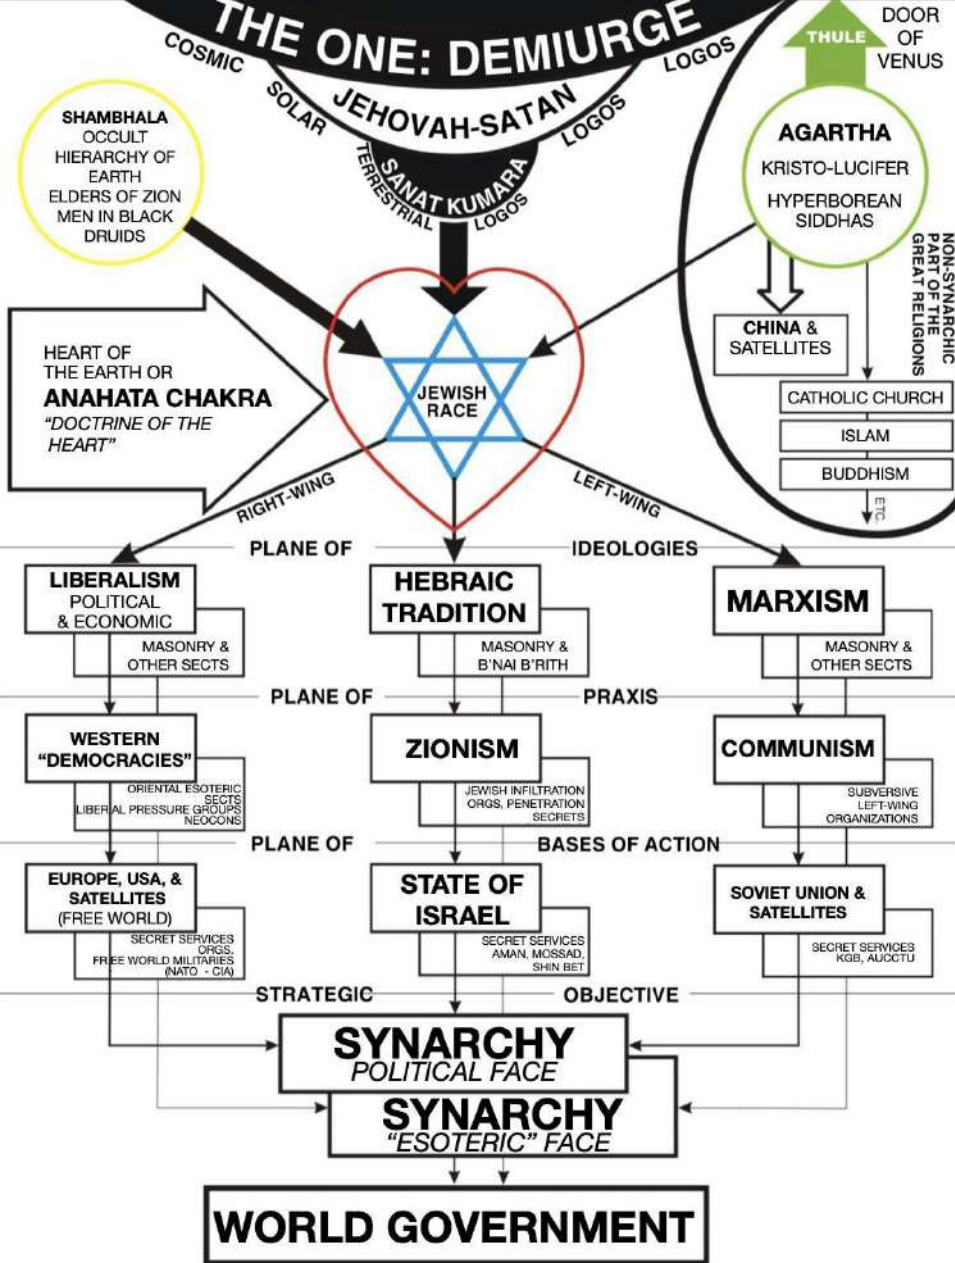 THE ONE: DEMIURGE
COSMIC
LOGOS
JEHOVAH-SATAN
SOLAR
LOGOS
SANAT KUMARA
TERRESTRIAL
LOGOS
DOOR
OF
VENUS
THULE
SHAMBHALA
OCCULT
HIERARCHY OF
EARTH
ELDERS OF ZION
MEN IN BLACK
DRUIDS
AGARTHA
KRISTO-LUCIFER
HYPERBOREAN
SIDDHAS
NON-SYNARCHIC
PART OF THE
GREAT RELIGIONS
CHINA &
SATELLITES
CATHOLIC CHURCH
ISLAM
BUDDHISM
ETC.
HEART OF
THE EARTH OR
ANAHATA CHAKRA
“DOCTRINE OF THE
HEART”
JEWISH
RACE
RIGHT-WING
LEFT-WING
PLANE OF IDEOLOGIES
LIBERALISM
POLITICAL
& ECONOMIC
MASONRY &
OTHER SECTS
HEBRAIC
TRADITION
MASONRY &
B'NAI B'RITH
MARXISM
MASONRY &
OTHER SECTS
PLANE OF PRAXIS
WESTERN
“DEMOCRACIES”
ORIENTAL ESOTERIC
SECTS
LIBERIAL PRESSURE GROUPS
NEOCONS
ZIONISM
JEWISH INFILTRATION
ORGS, PENETRATION
SECRETS
COMMUNISM
SUBVERSIVE
LEFT-WING
ORGANIZATIONS
PLANE OF BASES OF ACTION
EUROPE, USA, &
SATELLITES
(FREE WORLD)
SECRET SERVICES
ORGS.
FREE WORLD MILITARIES
(NATO - CIA)
STATE OF
ISRAEL
SECRET SERVICES
AMAN, MOSSAD,
SHIN BET
SOVIET UNION &
SATELLITES
SECRET SERVICES
KGB, AUCCTU
STRATEGIC OBJECTIVE
SYNARCHY
POLITICAL FACE
SYNARCHY
“ESOTERIC” FACE
WORLD GOVERNMENT